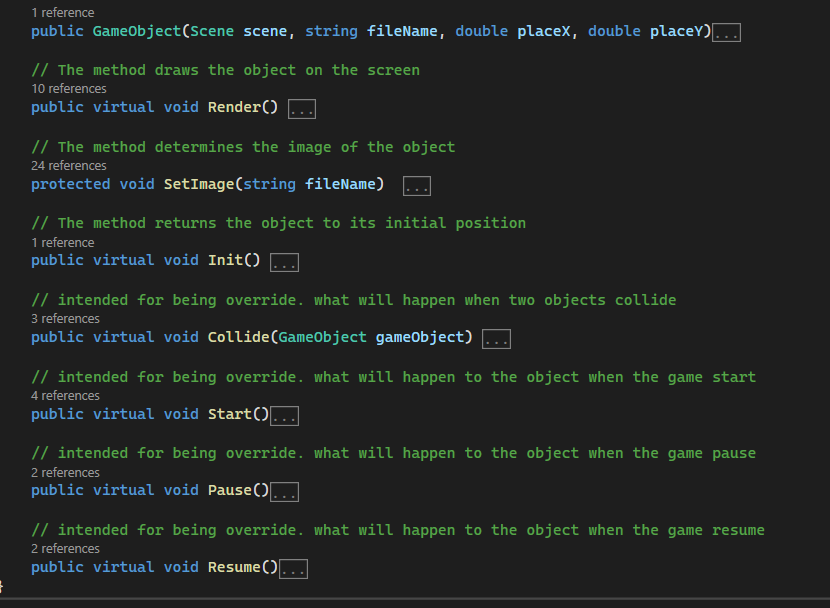 1 reference
public GameObject(Scene scene, string fileName, double placeX, double placeY)...
// The method draws the object on the screen
10 references
public virtual void Render() ...
// The method determines the image of the object
24 references
protected void SetImage(string fileName) ...
// The method returns the object to its initial position
1 reference
public virtual void Init() ...
// intended for being override. what will happen when two objects collide
3 references
public virtual void Collide(GameObject gameObject) ...
// intended for being override. what will happen to the object when the game start
4 references
public virtual void Start()...
// intended for being override. what will happen to the object when the game pause
2 references
public virtual void Pause()...
// intended for being override. what will happen to the object when the game resume
2 references
public virtual void Resume()...
}